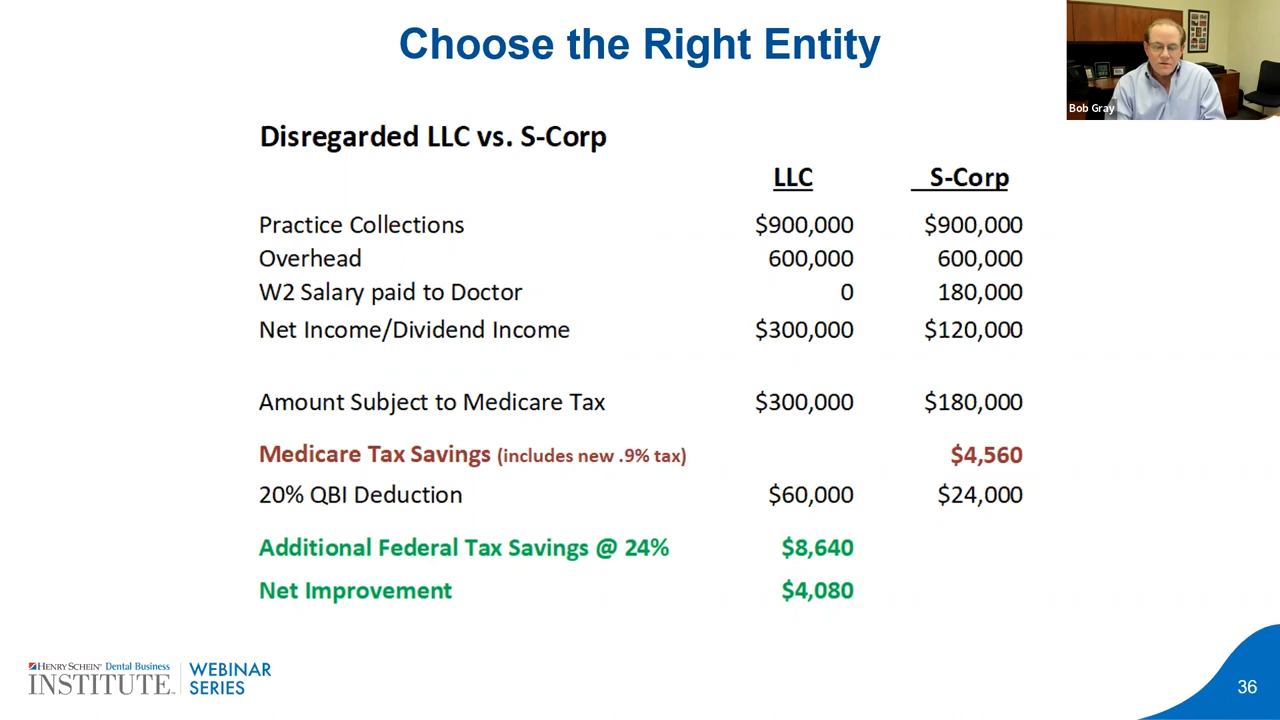 Choose the Right Entity
Bob Gray
Disregarded LLC vs. S-Corp
LLC S-Corp
Practice Collections $900,000 $900,000
Overhead 600,000 600,000
W2 Salary paid to Doctor 0 180,000
Net Income/Dividend Income $300,000 $120,000
Amount Subject to Medicare Tax $300,000 $180,000
Medicare Tax Savings (includes new .9% tax) $4,560
20% QBI Deduction $60,000 $24,000
Additional Federal Tax Savings @ 24% $8,640
Net Improvement $4,080
HENRY SCHEIN® Dental Business
INSTITUTE™
WEBINAR
SERIES
36